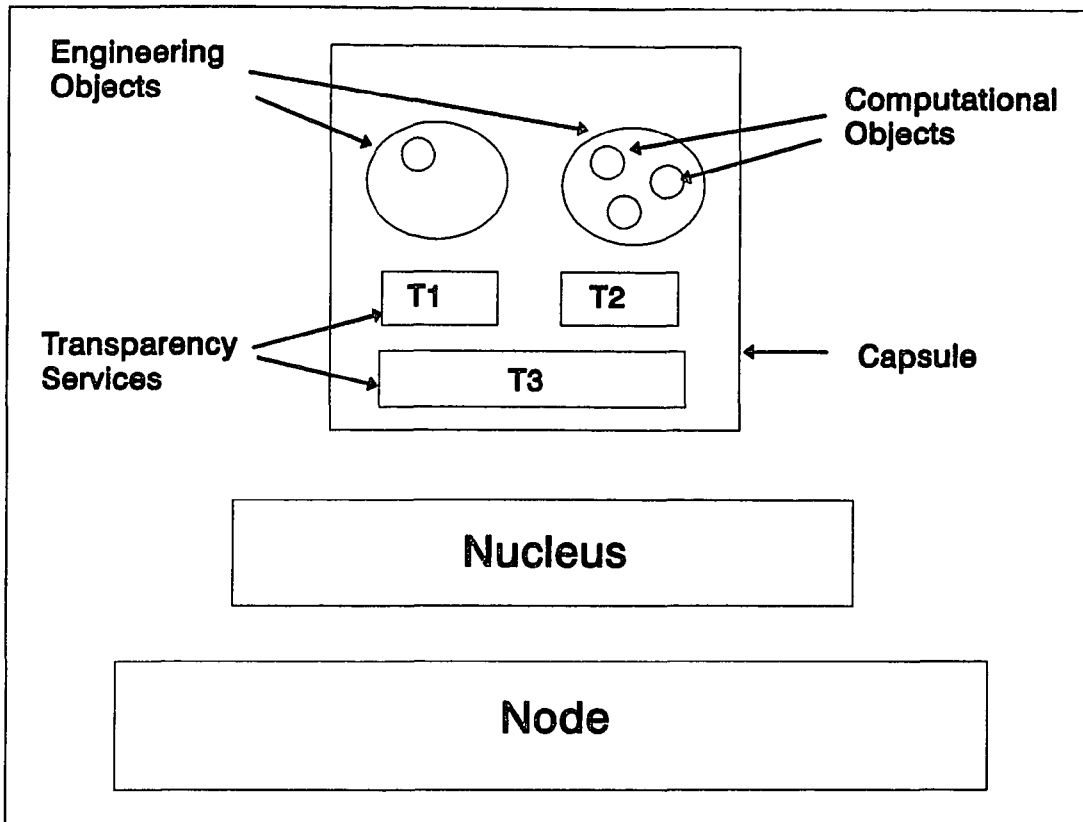 Engineering
Objects
Computational
Objects
T1
T2
Transparency
Services
T3
Capsule
Nucleus
Node